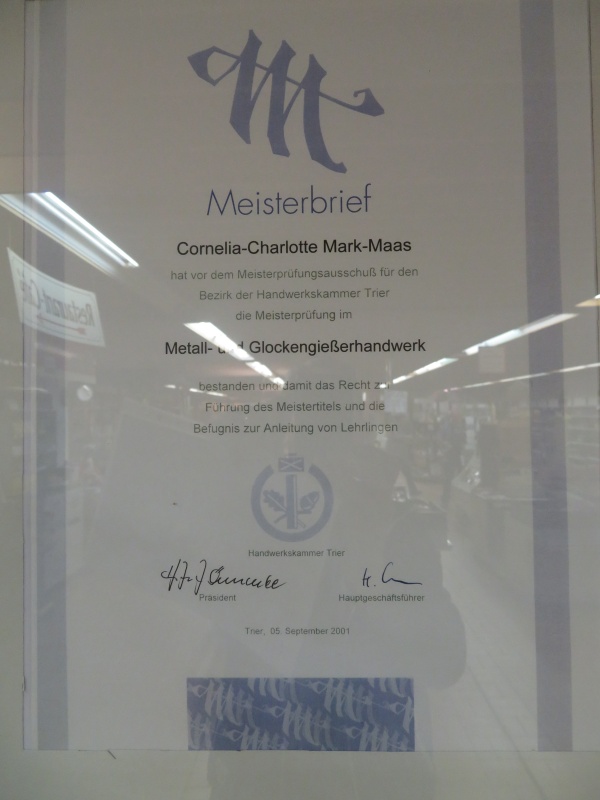 Meisterbrief
Cornelia-Charlotte Mark-Maas
hat vor dem Meisterprüfungsausschuß für den
Bezirk der Handwerkskammer Trier
die Meisterprüfung im
Metall- und Glockengießerhandwerk
bestanden und damit das Recht zur
Führung des Meistertitels und die
Befugnis zur Anleitung von Lehrlingen
Handwerkskammer Trier
Präsident Hauptgeschäftsführer
Trier, 05. September 2001